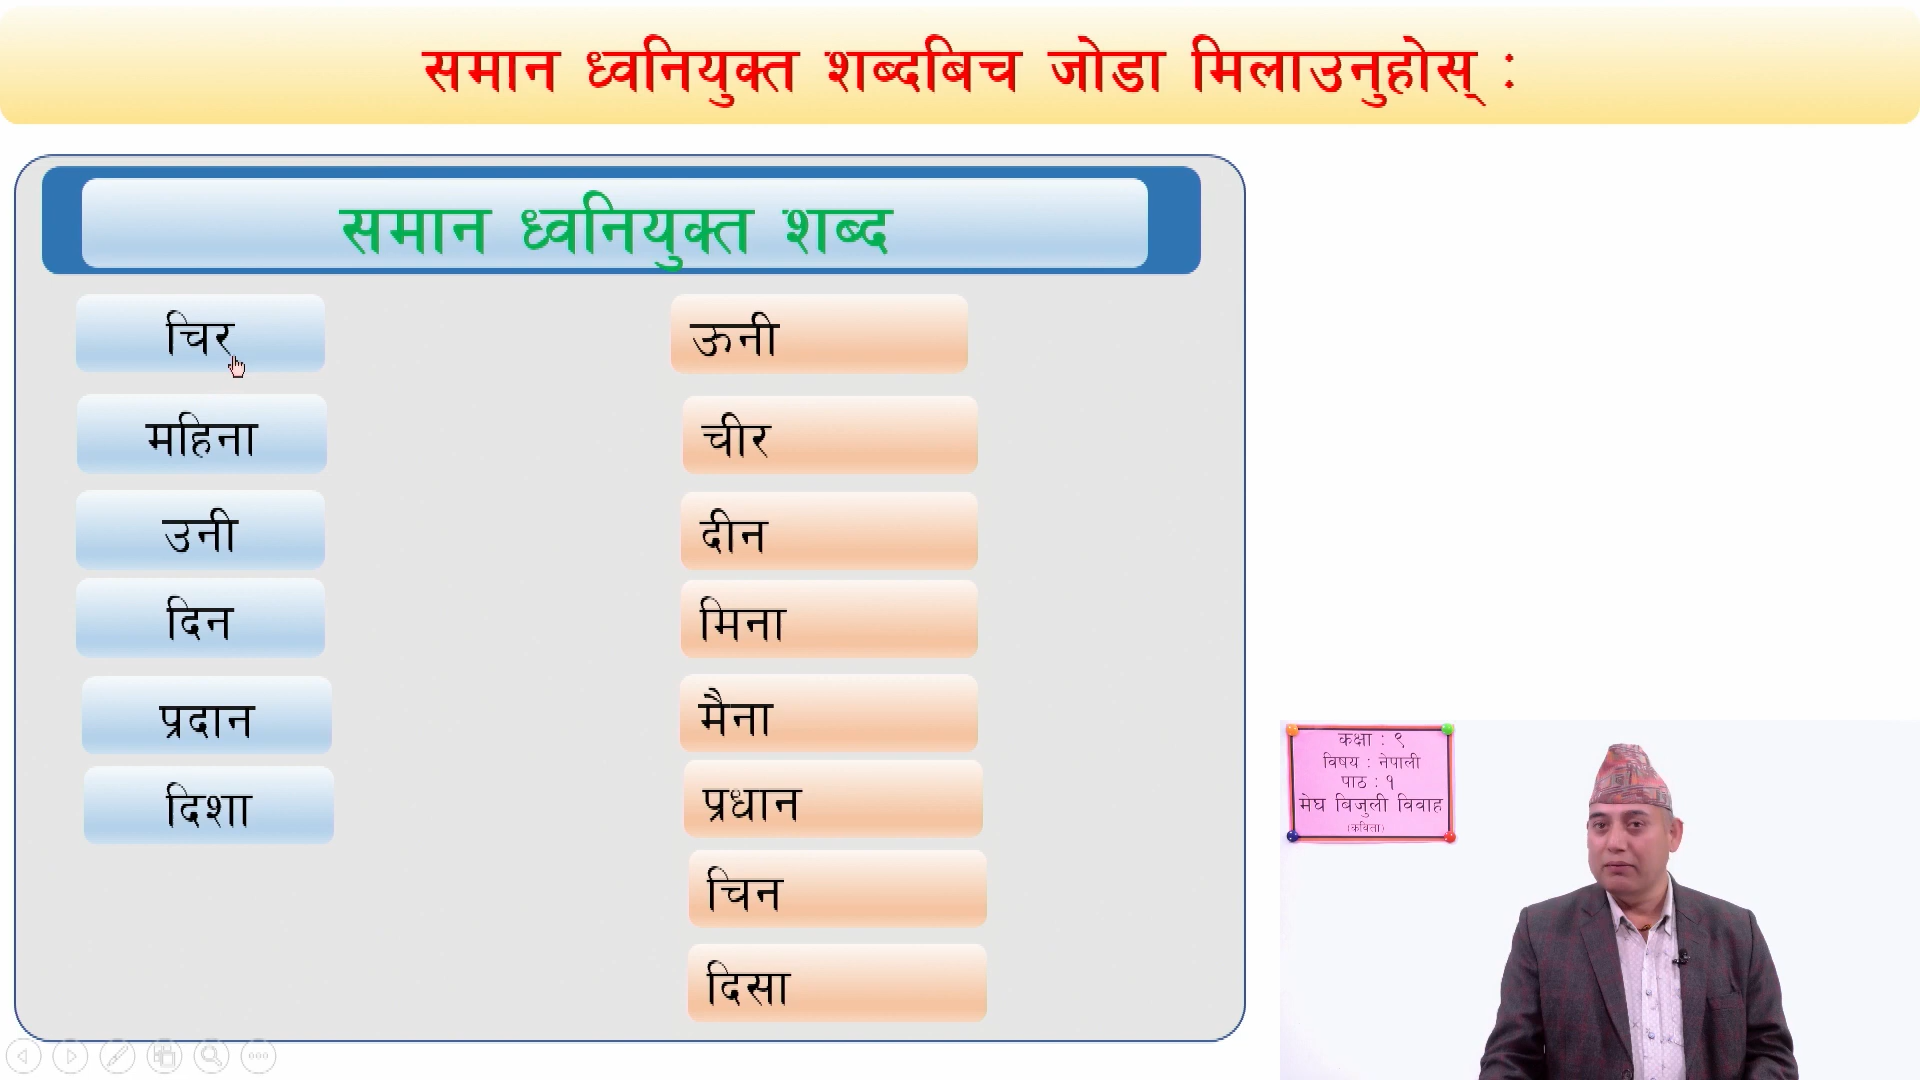 समान ध्वनियुक्त शब्दबिच जोडा मिलाउनुहोस् :
समान ध्वनियुक्त शब्द
चिर
महिना
उनी
दिन
प्रदान
दिशा
ऊनी
चीर
दीन
मिना
मैना
प्रधान
चिन
दिसा
कक्षा : ९
विषय : नेपाली
पाठ : १
मेघ बिजुली विवाह
(कविता)